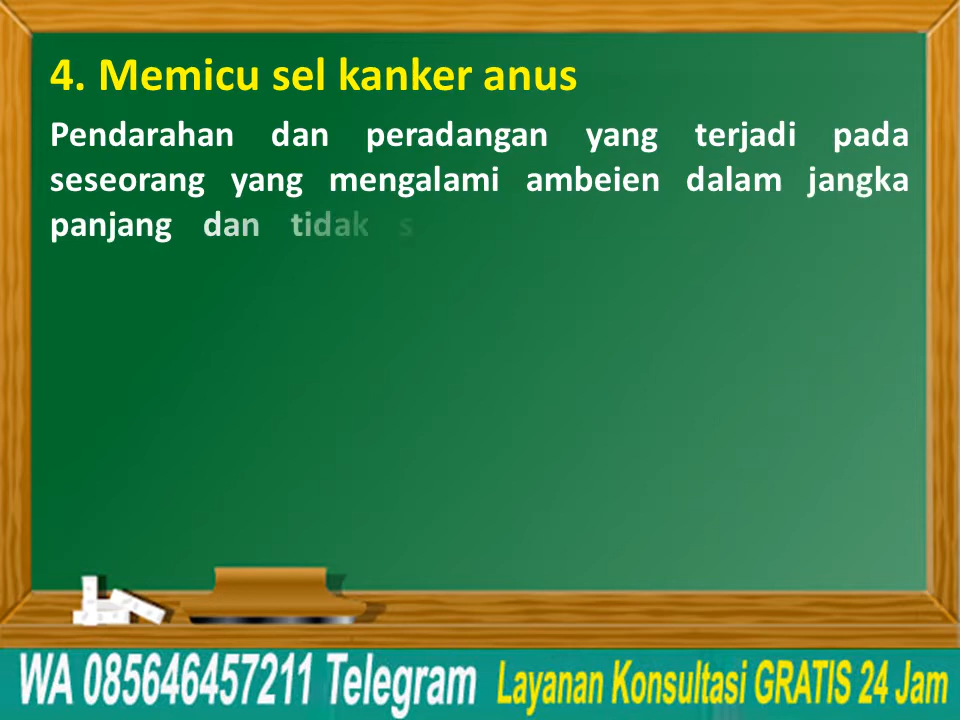 4. Memicu sel kanker anus
Pendarahan dan peradangan yang terjadi pada
seseorang yang mengalami ambeien dalam jangka
panjang dan tidak s
WA 085646457211 Telegram Layanan Konsultasi GRATIS 24 Jam